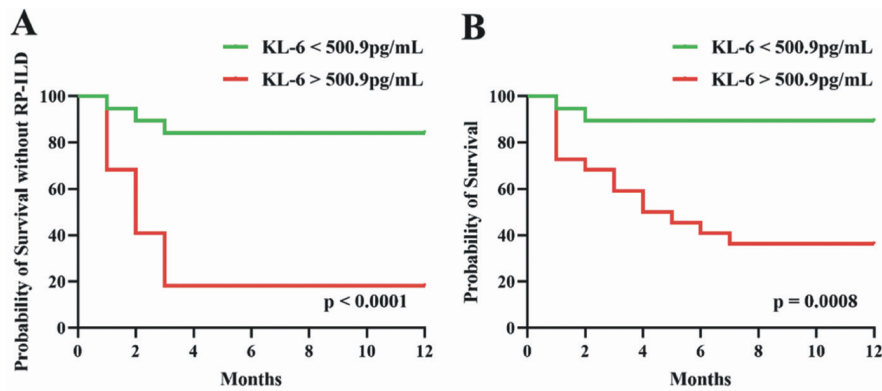 A
KL-6 < 500.9pg/mL
KL-6 > 500.9pg/mL
Probability of Survival without RP-ILD
100
80
60
40
20
0
0 2 4 6 8 10 12
Months
p < 0.0001
B
KL-6 < 500.9pg/mL
KL-6 > 500.9pg/mL
Probability of Survival
100
80
60
40
20
0
0 2 4 6 8 10 12
Months
p = 0.0008